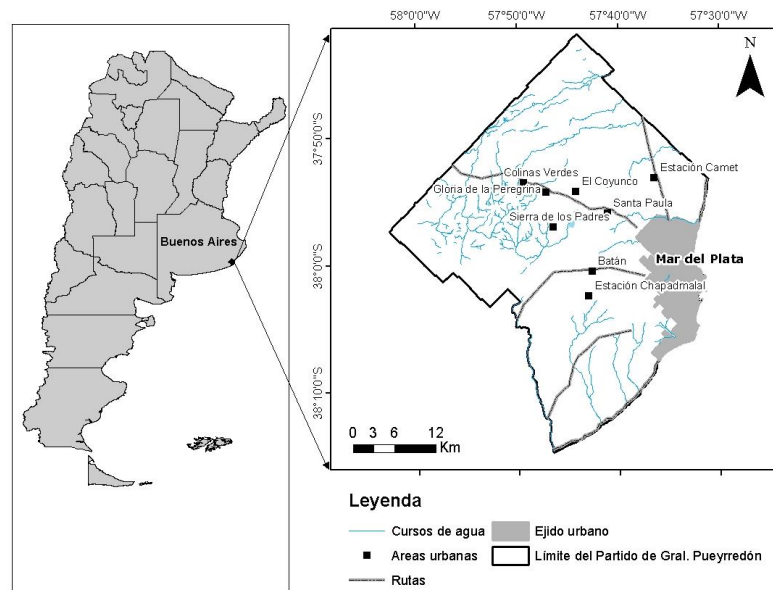 Buenos Aires
58°0'0"W
57°50'0"W
57°40'0"W
57°30'0"W
37°50'0"S
38°0'0"S
38°10'0"S
N
Estación Camet
Colinas Verdes
El Coyunco
Gloria de la Peregrina
Santa Paula
Sierra de los Padres
Mar del Plata
Batán
Estación Chapadmalal
0 3 6 12
Km
Leyenda
Cursos de agua
Ejido urbano
Areas urbanas
Límite del Partido de Gral. Pueyrredón
Rutas